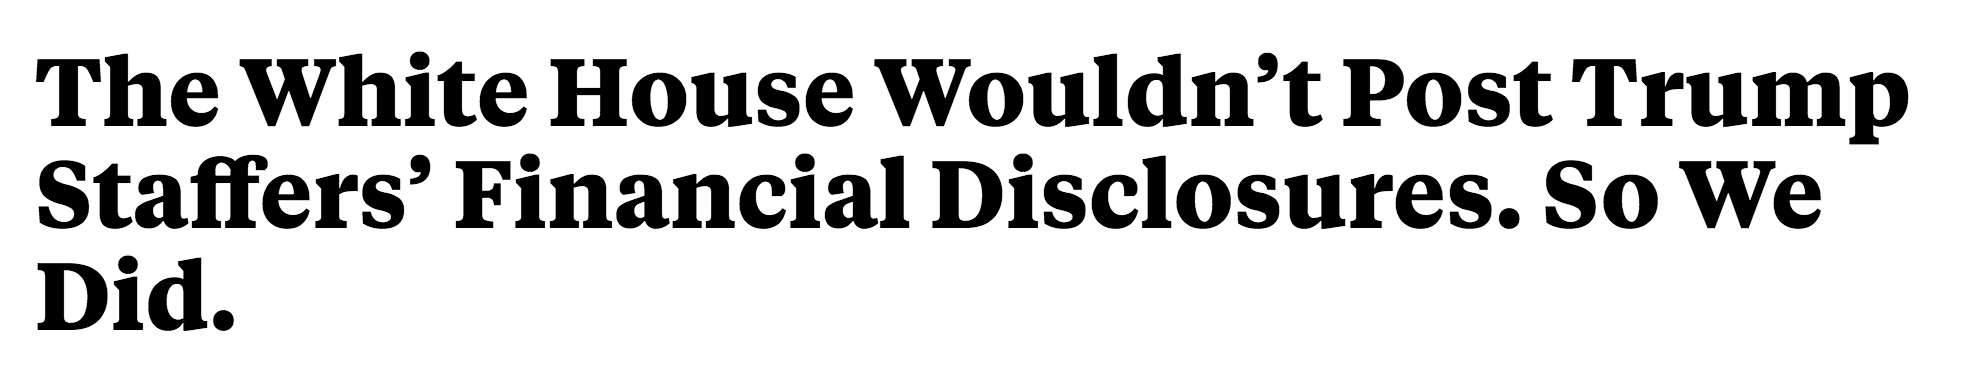 The White House Wouldn’t Post Trump
Staffers’ Financial Disclosures. So We
Did.